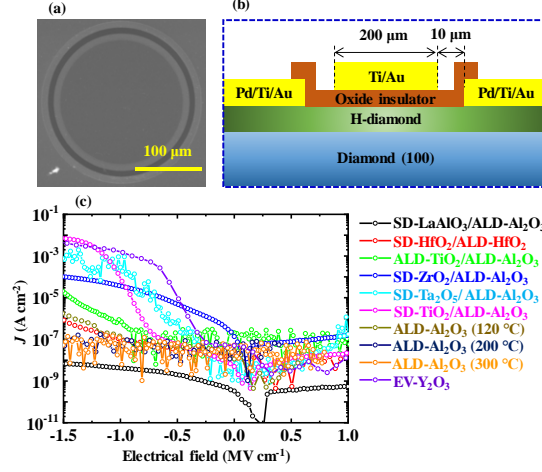 (a)
100 μm
(b)
200 μm
10 μm
Ti/Au
Pd/Ti/Au
Pd/Ti/Au
Oxide insulator
H-diamond
Diamond (100)
(c)
10⁻¹
10⁻³
10⁻⁵
10⁻⁷
10⁻⁹
10⁻¹¹
J (A cm⁻²)
-1.5
-1.0
-0.5
0.0
0.5
1.0
Electrical field (MV cm⁻¹)
SD-LaAlO₃/ALD-Al₂O₃
SD-HfO₂/ALD-HfO₂
ALD-TiO₂/ALD-Al₂O₃
SD-ZrO₂/ALD-Al₂O₃
SD-Ta₂O₅/ALD-Al₂O₃
SD-TiO₂/ALD-Al₂O₃
ALD-Al₂O₃ (120 °C)
ALD-Al₂O₃ (200 °C)
ALD-Al₂O₃ (300 °C)
EV-Y₂O₃